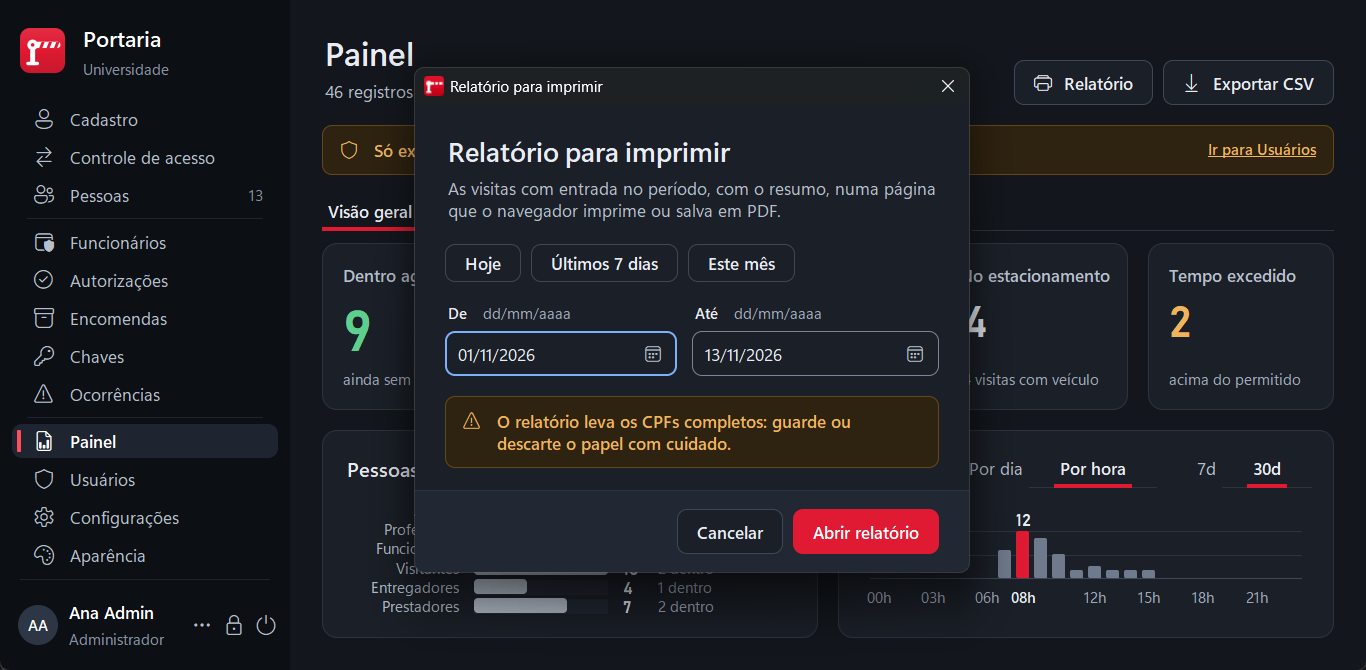 Portaria
Universidade
Cadastro
Controle de acesso
Pessoas 13
Funcionários
Autorizações
Encomendas
Chaves
Ocorrências
Painel
Usuários
Configurações
Aparência
AA
Ana Admin
Administrador
Painel
46 registros
Relatório
Exportar CSV
Só ex
Ir para Usuários
Visão geral
Dentro ag
9
ainda sem
o estacionamento
4
visitas com veículo
Tempo excedido
2
acima do permitido
Relatório para imprimir
Relatório para imprimir
As visitas com entrada no período, com o resumo, numa página
que o navegador imprime ou salva em PDF.
Hoje
Últimos 7 dias
Este mês
De dd/mm/aaaa
Até dd/mm/aaaa
01/11/2026
13/11/2026
O relatório leva os CPFs completos: guarde ou
descarte o papel com cuidado.
Cancelar
Abrir relatório
Pessoas
Profe
Funcio
Visitantes
Entregadores 4 1 dentro
Prestadores 7 2 dentro
Por dia
Por hora
7d
30d
12
00h 03h 06h 08h 12h 15h 18h 21h